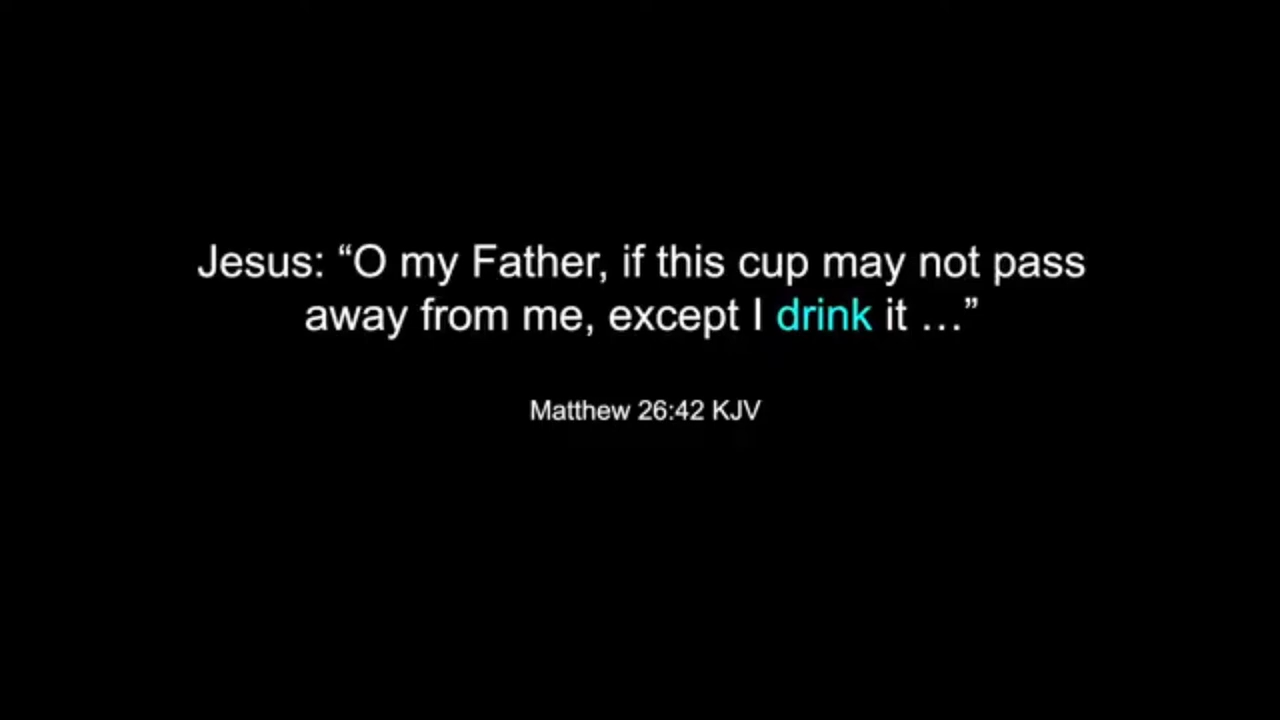 Jesus: “O my Father, if this cup may not pass
away from me, except I drink it …”
Matthew 26:42 KJV